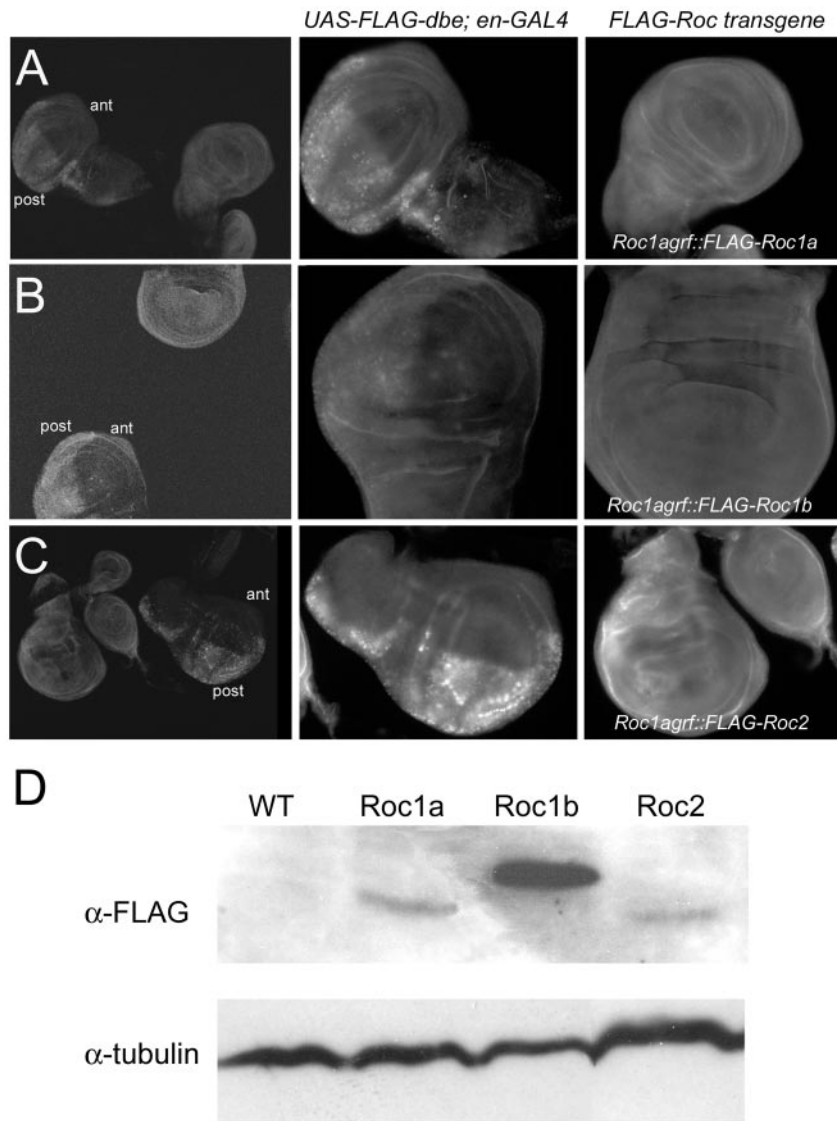 UAS-FLAG-dbe; en-GAL4 FLAG-Roc transgene
A
ant
post
Roc1agrf::FLAG-Roc1a
B
post ant
Roc1agrf::FLAG-Roc1b
C
ant
post
Roc1agrf::FLAG-Roc2
D
WT Roc1a Roc1b Roc2
α-FLAG
α-tubulin